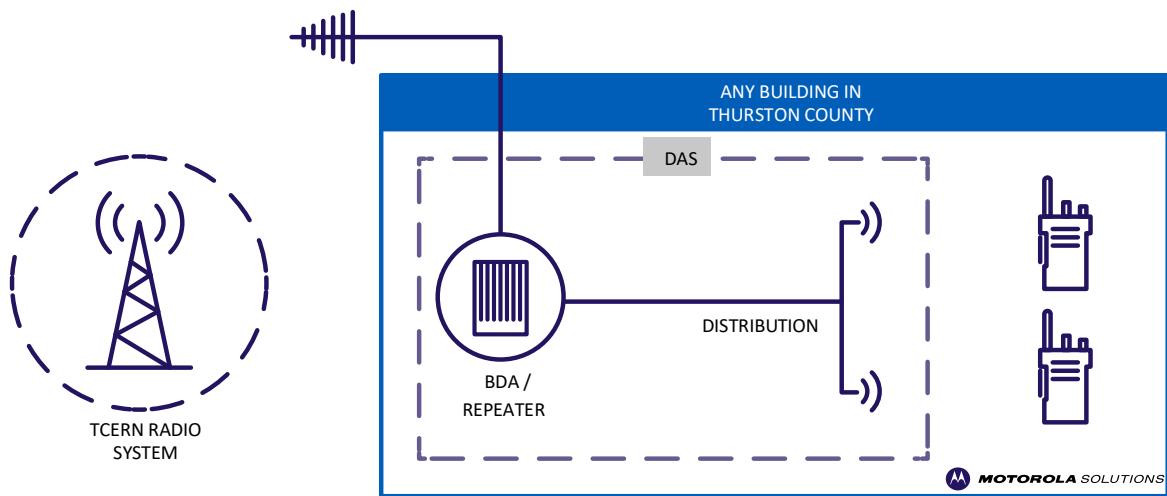 ANY BUILDING IN
THURSTON COUNTY
DAS
DISTRIBUTION
BDA /
REPEATER
TCERN RADIO
SYSTEM
MOTOROLA SOLUTIONS